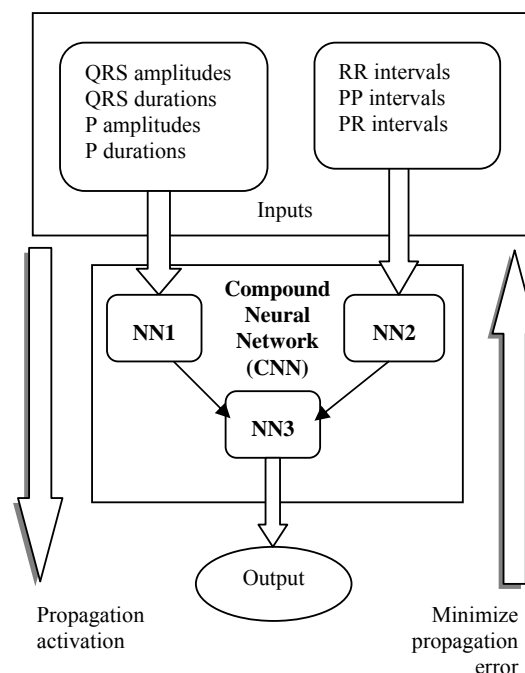 QRS amplitudes
QRS durations
P amplitudes
P durations
RR intervals
PP intervals
PR intervals
Inputs
Compound
Neural
Network
(CNN)
NN1
NN2
NN3
Output
Propagation
activation
Minimize
propagation
error